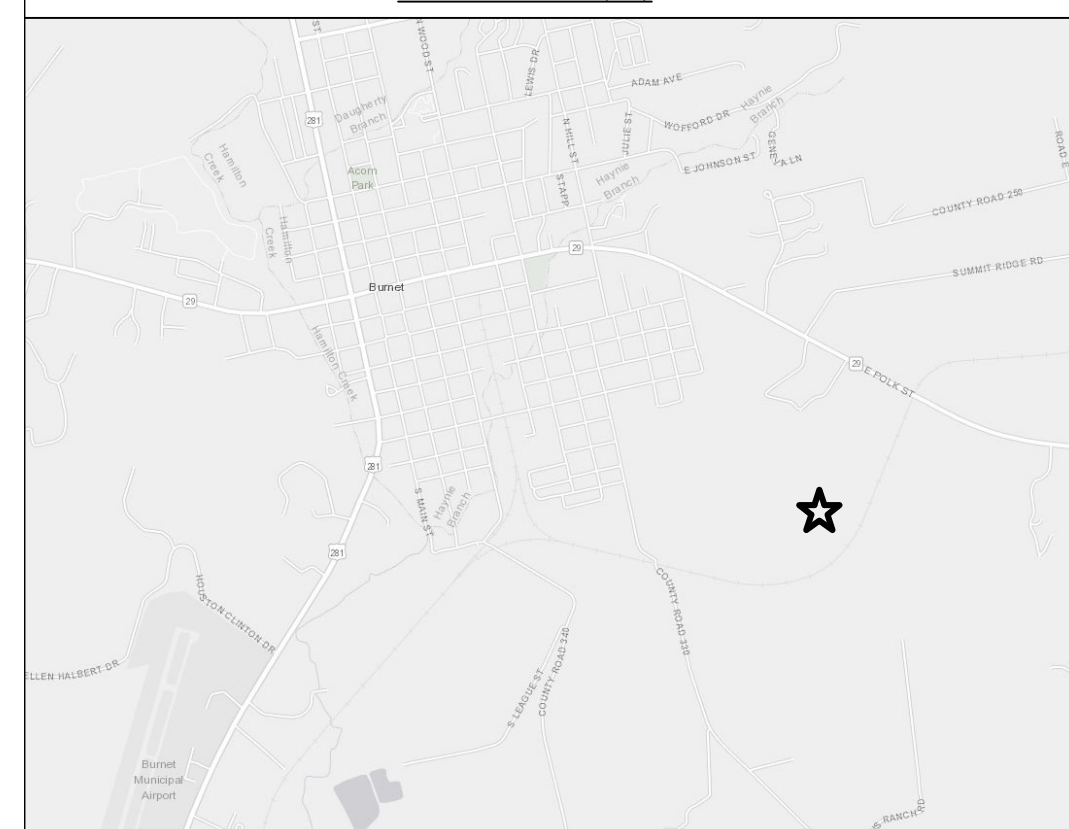 ST
N WOOD ST
LEWIS DR
ADAM AVE
Daugherty
Branch
281
Haynie
Branch
WOFFORD DR
N HILL ST
JULIE ST
GENEVA LN
ROAD E
Hamilton
Creek
Acorn
Park
E JOHNSON ST
Haynie
Branch
STAPP
COUNTY ROAD 250
Hamilton
Creek
29
SUMMIT RIDGE RD
Burnet
29
Hamilton Creek
29
E POLK ST
281
S MAIN ST
Haynie
Branch
281
COUNTY ROAD 330
HOUSTON CLINTON DR
COUNTY ROAD 340
S LEAGUE ST
ELLEN HALBERT DR
Burnet
Municipal
Airport
S RANCH RD